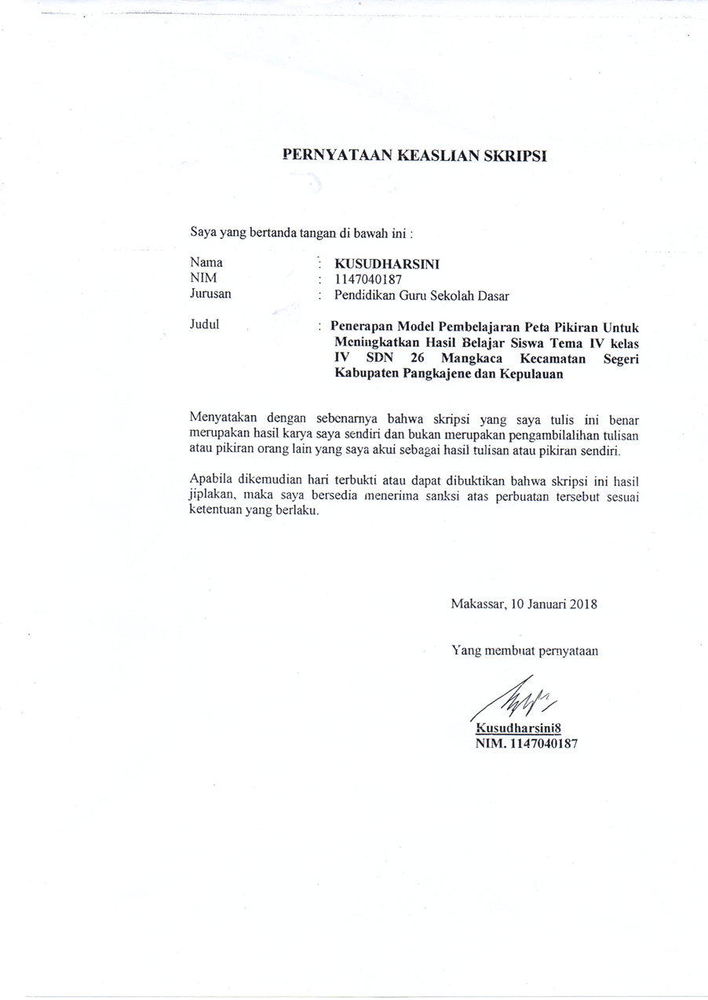 PERNYATAAN KEASLIAN SKRIPSI
Saya yang bertanda tangan di bawah ini :
Nama : KUSUDHARSINI
NIM : 1147040187
Jurusan : Pendidikan Guru Sekolah Dasar
Judul : Penerapan Model Pembelajaran Peta Pikiran Untuk
Meningkatkan Hasil Belajar Siswa Tema IV kelas
IV SDN 26 Mangkaca Kecamatan Segeri
Kabupaten Pangkajene dan Kepulauan
Menyatakan dengan sebenarnya bahwa skripsi yang saya tulis ini benar
merupakan hasil karya saya sendiri dan bukan merupakan pengambilalihan tulisan
atau pikiran orang lain yang saya akui sebagai hasil tulisan atau pikiran sendiri.
Apabila dikemudian hari terbukti atau dapat dibuktikan bahwa skripsi ini hasil
jiplakan, maka saya bersedia menerima sanksi atas perbuatan tersebut sesuai
ketentuan yang berlaku.
Makassar, 10 Januari 2018
Yang membuat pernyataan
Kusudharsini8
NIM. 1147040187